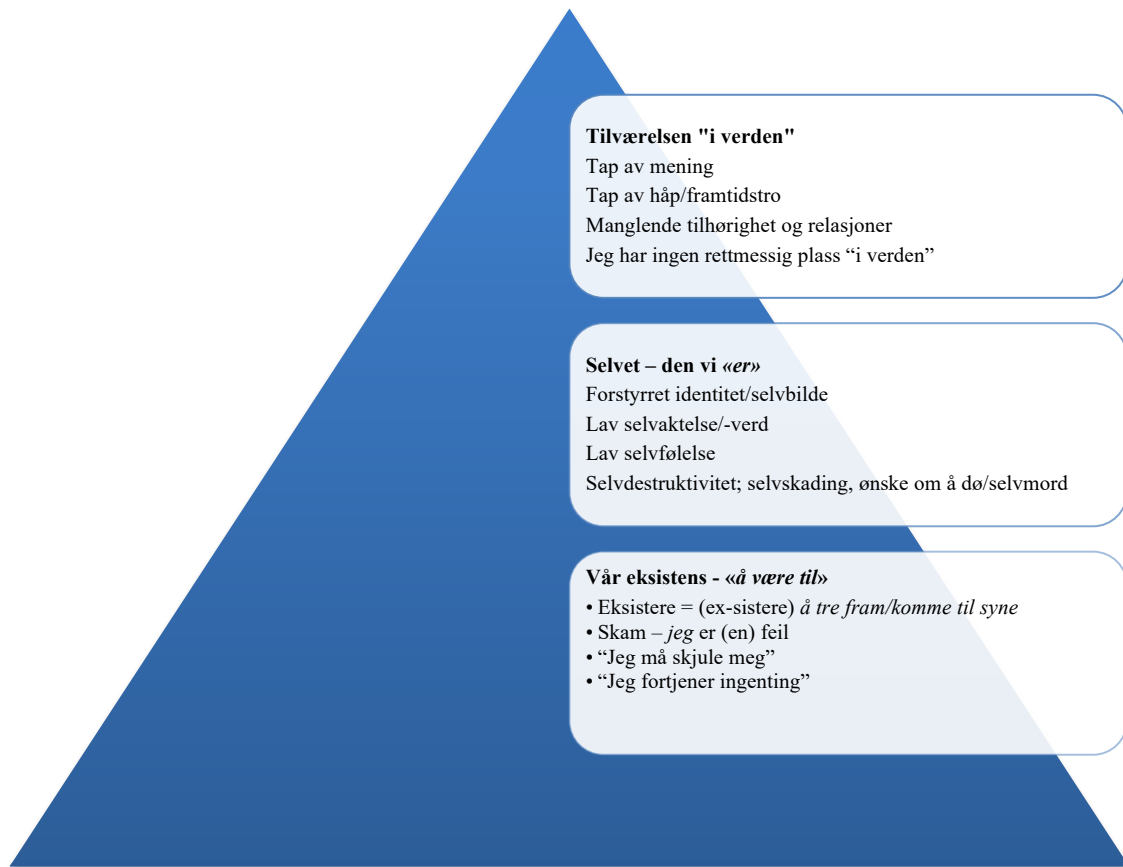 Tilværelsen "i verden"
Tap av mening
Tap av håp/framtidstro
Manglende tilhørighet og relasjoner
Jeg har ingen rettmessig plass “i verden”
Selvet – den vi «er»
Forstyrret identitet/selvbilde
Lav selvaktelse/-verd
Lav selvfølelse
Selvdestruktivitet; selvskading, ønske om å dø/selvmord
Vår eksistens - «å være til»
• Eksistere = (ex-sistere) å tre fram/komme til syne
• Skam – jeg er (en) feil
• “Jeg må skjule meg”
• “Jeg fortjener ingenting”